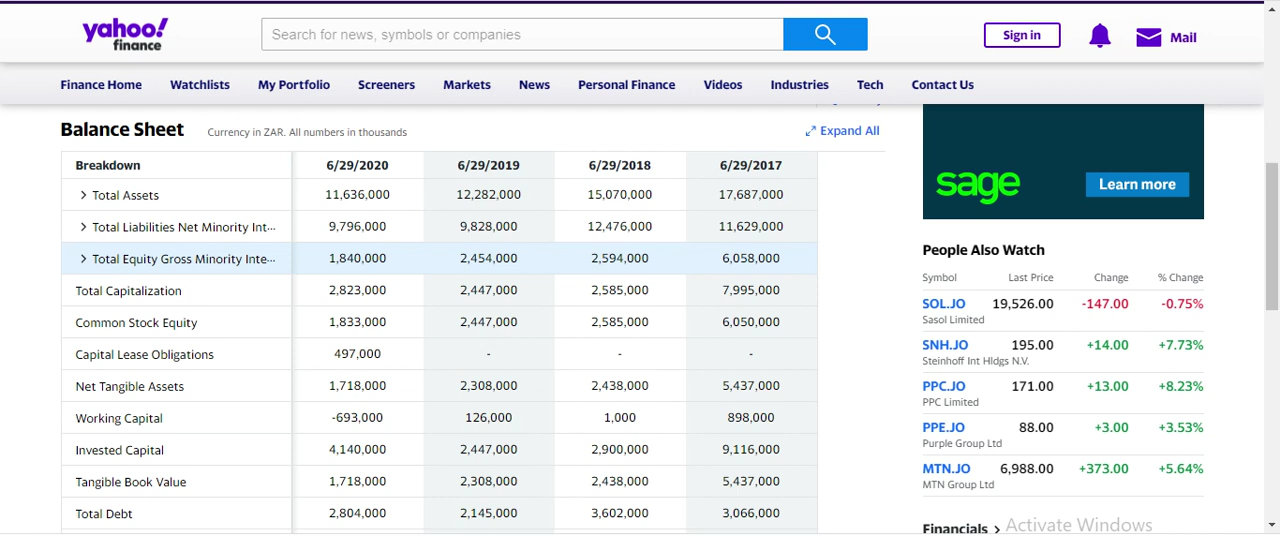 yahoo!
finance
Search for news, symbols or companies
Sign in
Mail
Finance Home Watchlists My Portfolio Screeners Markets News Personal Finance Videos Industries Tech Contact Us
Balance Sheet Currency in ZAR. All numbers in thousands Expand All
Breakdown 6/29/2020 6/29/2019 6/29/2018 6/29/2017
> Total Assets 11,636,000 12,282,000 15,070,000 17,687,000
> Total Liabilities Net Minority Int... 9,796,000 9,828,000 12,476,000 11,629,000
> Total Equity Gross Minority Inte... 1,840,000 2,454,000 2,594,000 6,058,000
Total Capitalization 2,823,000 2,447,000 2,585,000 7,995,000
Common Stock Equity 1,833,000 2,447,000 2,585,000 6,050,000
Capital Lease Obligations 497,000 - - -
Net Tangible Assets 1,718,000 2,308,000 2,438,000 5,437,000
Working Capital -693,000 126,000 1,000 898,000
Invested Capital 4,140,000 2,447,000 2,900,000 9,116,000
Tangible Book Value 1,718,000 2,308,000 2,438,000 5,437,000
Total Debt 2,804,000 2,145,000 3,602,000 3,066,000
sage Learn more
People Also Watch
Symbol Last Price Change % Change
SOL.JO 19,526.00 -147.00 -0.75%
Sasol Limited
SNH.JO 195.00 +14.00 +7.73%
Steinhoff Int Hldgs N.V.
PPC.JO 171.00 +13.00 +8.23%
PPC Limited
PPE.JO 88.00 +3.00 +3.53%
Purple Group Ltd
MTN.JO 6,988.00 +373.00 +5.64%
MTN Group Ltd
Financials >
Activate Windows